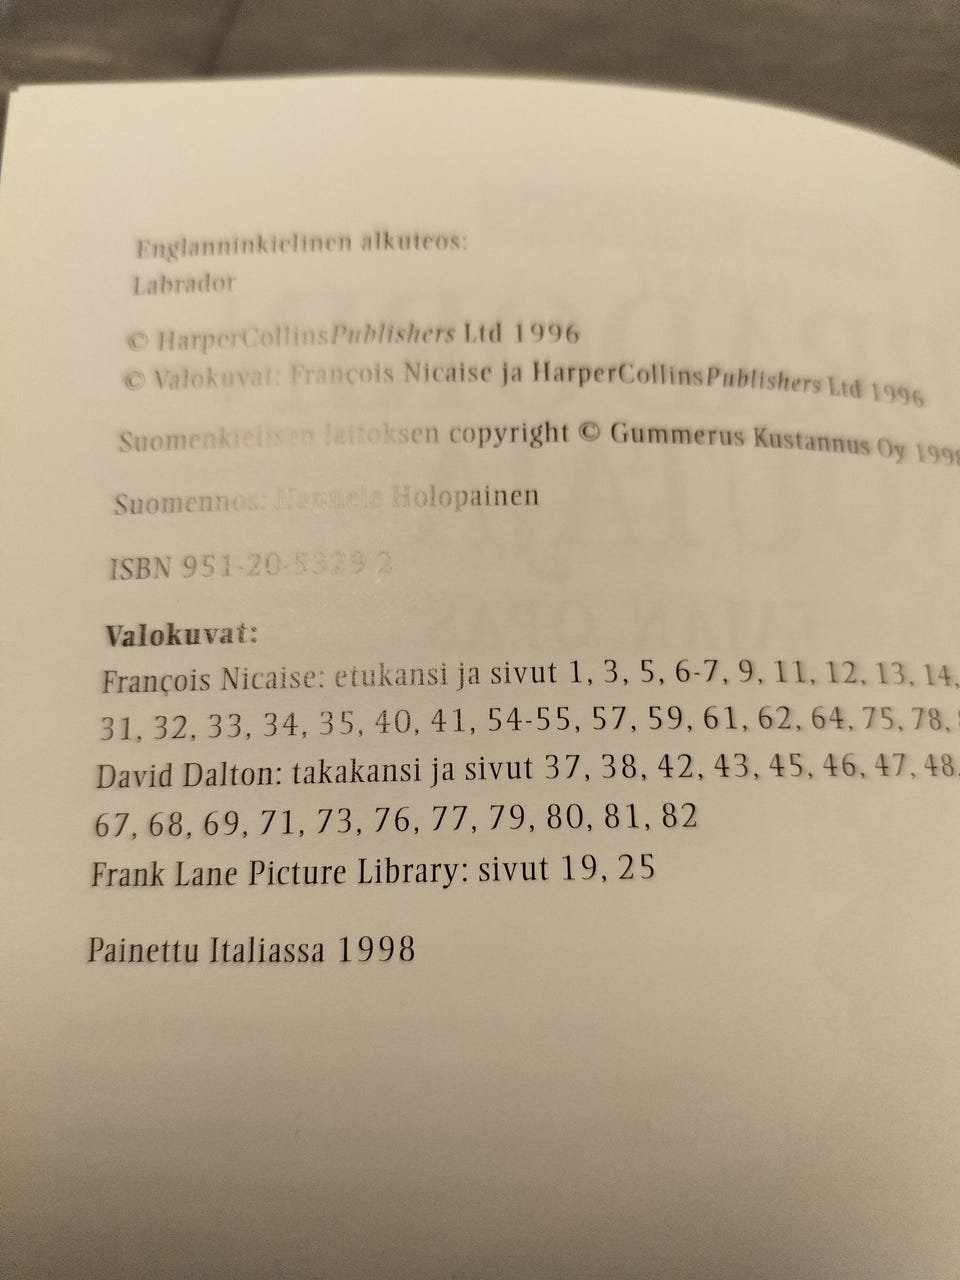 Englanninkielinen alkuteos:
Labrador
© HarperCollinsPublishers Ltd 1996
© Valokuvat: François Nicaise ja HarperCollinsPublishers Ltd 1996
Suomenkielisen laitoksen copyright © Gummerus Kustannus Oy 1998
Suomennos: Hannele Holopainen
ISBN 951-20-5329-2
Valokuvat:
François Nicaise: etukansi ja sivut 1, 3, 5, 6-7, 9, 11, 12, 13, 14,
31, 32, 33, 34, 35, 40, 41, 54-55, 57, 59, 61, 62, 64, 75, 78,
David Dalton: takakansi ja sivut 37, 38, 42, 43, 45, 46, 47, 48,
67, 68, 69, 71, 73, 76, 77, 79, 80, 81, 82
Frank Lane Picture Library: sivut 19, 25
Painettu Italiassa 1998